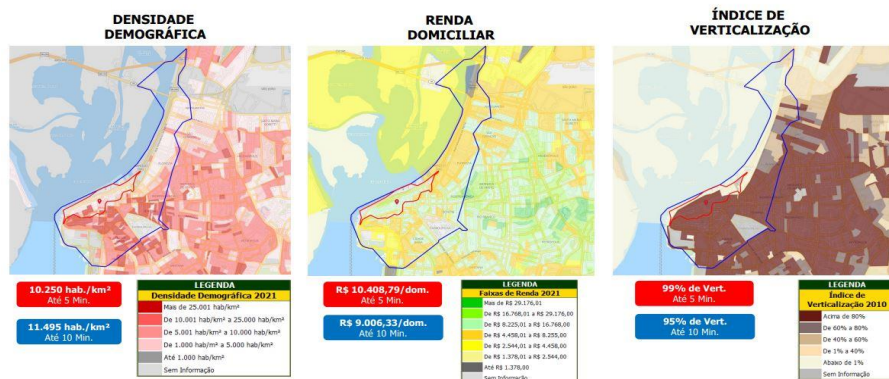 DENSIDADE
DEMOGRÁFICA
10.250 hab./km²
Até 5 Min.
11.495 hab./km²
Até 10 Min.
LEGENDA
Densidade Demográfica 2021
Mais de 25.001 hab/km²
De 10.001 hab/km² a 25.000 hab/km²
De 5.001 hab/km² a 10.000 hab/km²
De 1.000 hab/km² a 5.000 hab/km²
Até 1.000 hab/km²
Sem Informação
RENDA
DOMICILIAR
R$ 10.408,79/dom.
Até 5 Min.
R$ 9.006,33/dom.
Até 10 Min.
LEGENDA
Faixas de Renda 2021
Mais de R$ 29.176,01
De R$ 16.768,01 a R$ 29.176,00
De R$ 8.225,01 a R$ 16.768,00
De R$ 4.458,01 a R$ 8.255,00
De R$ 2.544,01 a R$ 4.458,00
De R$ 1.378,01 a R$ 2.544,00
Até R$ 1.378,00
Sem Informação
ÍNDICE DE
VERTICALIZAÇÃO
99% de Vert.
Até 5 Min.
95% de Vert.
Até 10 Min.
LEGENDA
Índice de
Verticalização 2010
Acima de 80%
De 60% a 80%
De 40% a 60%
De 1% a 40%
Abaixo de 1%
Sem Informação